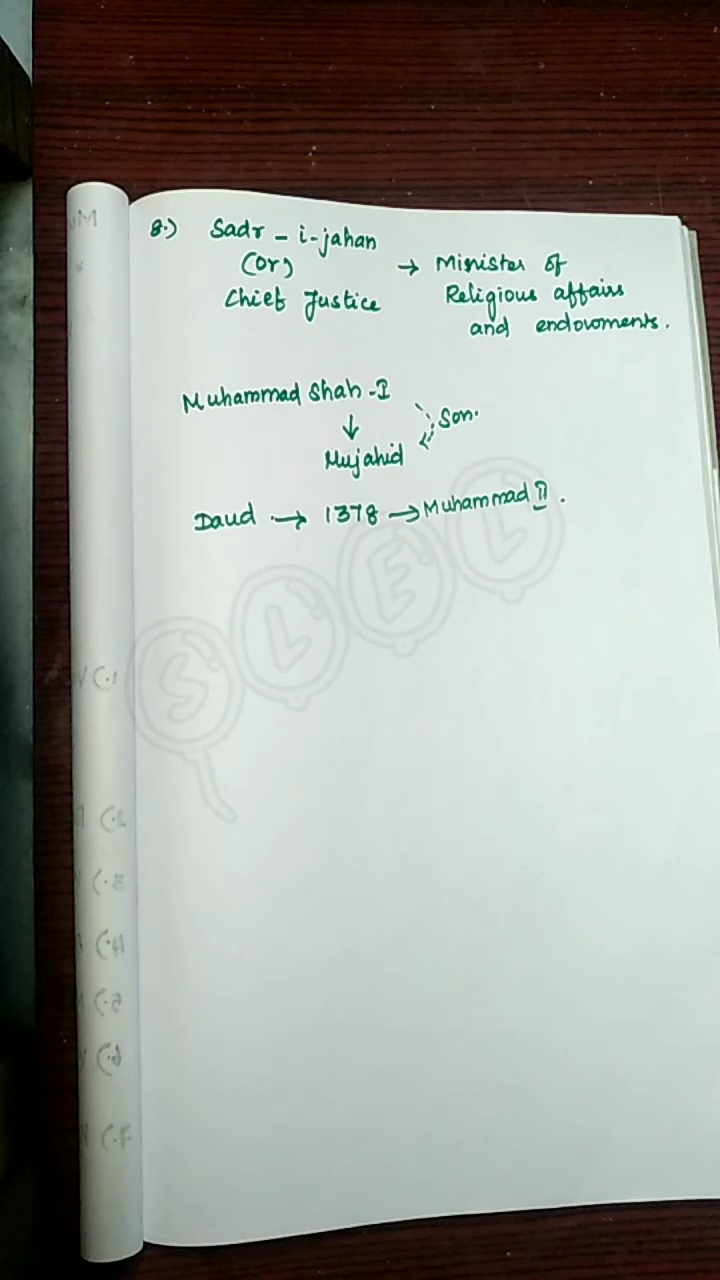 8.) Sadr - i-jahan
(or) → Minister of
Chief Justice Religious affairs
and endowments.
Muhammad Shah -I
↓ Son.
Mujahid
Daud → 1378 → Muhammad II.
SLEL